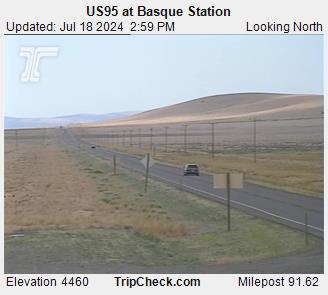 US95 at Basque Station
Updated: Jul 18 2024 2:59 PM Looking North
Elevation 4460 TripCheck.com Milepost 91.62